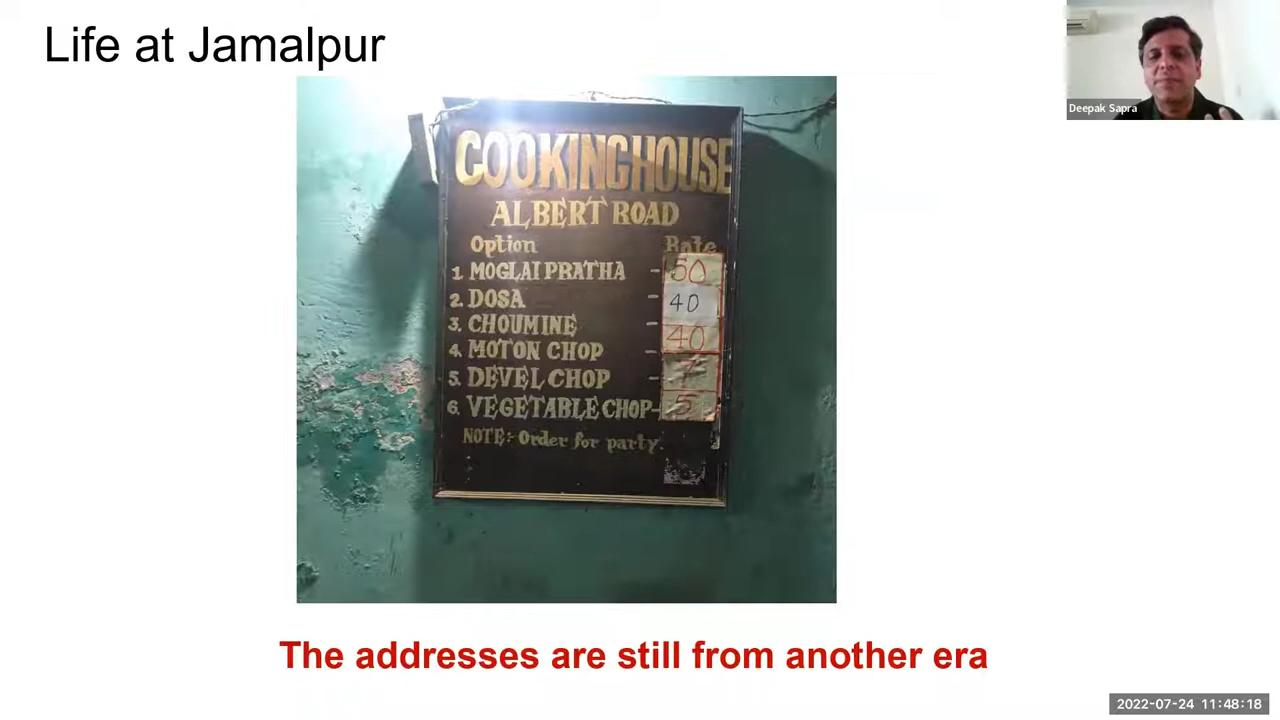 Life at Jamalpur
Deepak Sapra
COOKING HOUSE
ALBERT ROAD
Option Rate
1. MOGLAI PRATHA - 50
2. DOSA - 40
3. CHOUMINE - 40
4. MOTON CHOP - 7
5. DEVEL CHOP -
6. VEGETABLE CHOP - 5
NOTE:- Order for party.
The addresses are still from another era
2022-07-24 11:48:18